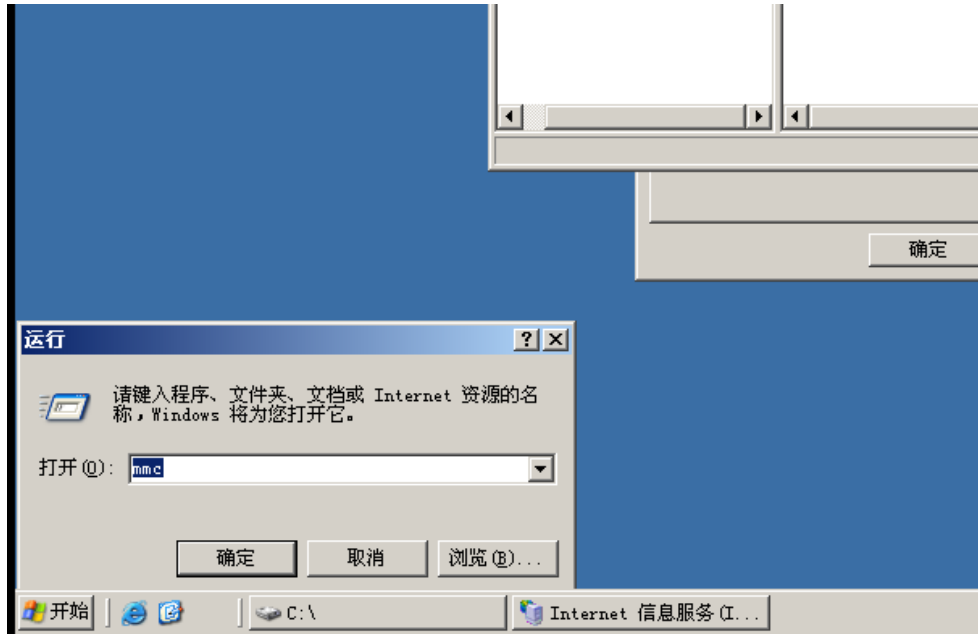 确定
运行
请键入程序、文件夹、文档或 Internet 资源的名
称，Windows 将为您打开它。
打开(O): mmc
确定 取消 浏览(B)...
开始 C:\ Internet 信息服务(I...